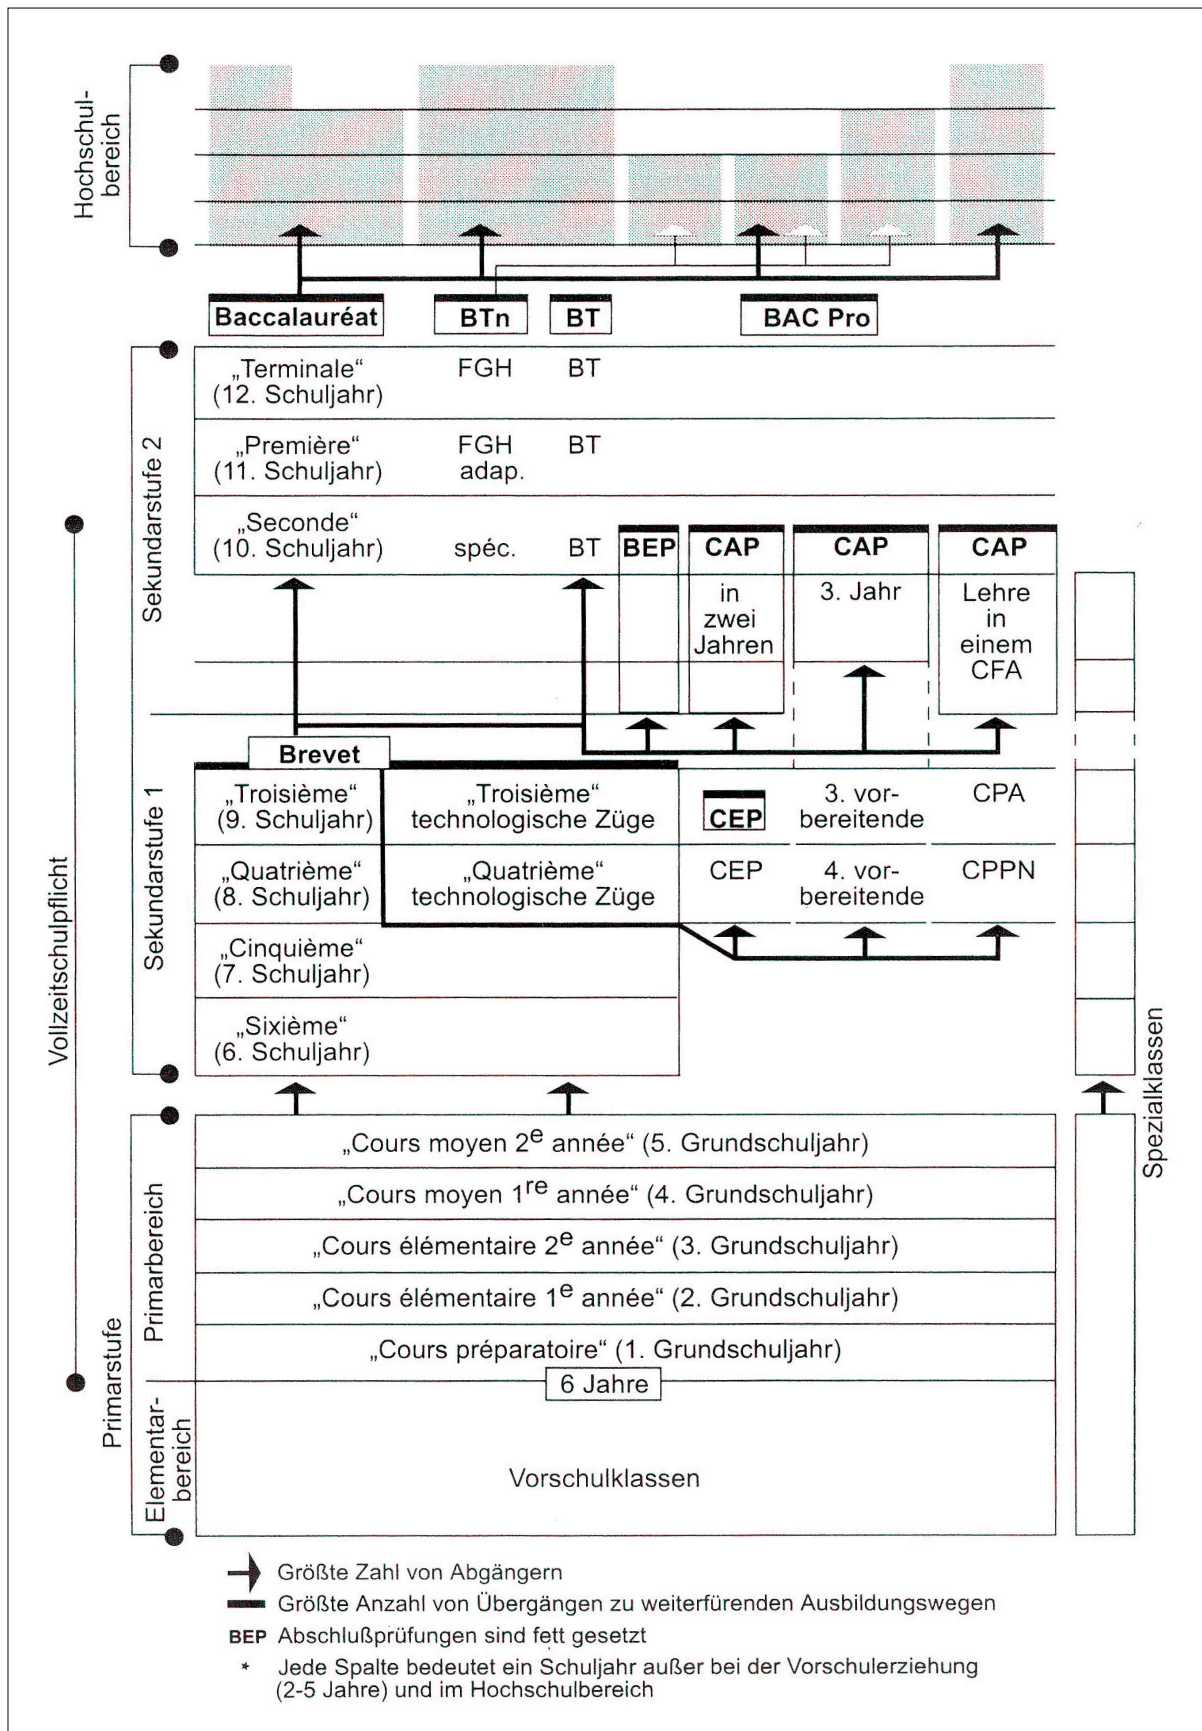 Hochschul-
bereich
Baccalauréat
BTn
BT
BAC Pro
Vollzeitschulpflicht
Sekundarstufe 2
„Terminale“
(12. Schuljahr)
FGH
BT
„Première“
(11. Schuljahr)
FGH
adap.
BT
„Seconde“
(10. Schuljahr)
spéc.
BT
BEP
CAP
in
zwei
Jahren
CAP
3. Jahr
CAP
Lehre
in
einem
CFA
Sekundarstufe 1
Brevet
„Troisième“
(9. Schuljahr)
„Troisième“
technologische Züge
CEP
3. vor-
bereitende
CPA
„Quatrième“
(8. Schuljahr)
„Quatrième“
technologische Züge
CEP
4. vor-
bereitende
CPPN
„Cinquième“
(7. Schuljahr)
„Sixième“
(6. Schuljahr)
Spezialklassen
Primarstufe
Primarbereich
„Cours moyen 2e année“ (5. Grundschuljahr)
„Cours moyen 1re année“ (4. Grundschuljahr)
„Cours élémentaire 2e année“ (3. Grundschuljahr)
„Cours élémentaire 1e année“ (2. Grundschuljahr)
„Cours préparatoire“ (1. Grundschuljahr)
6 Jahre
Elementar-
bereich
Vorschulklassen
Größte Zahl von Abgängern
Größte Anzahl von Übergängen zu weiterfürenden Ausbildungswegen
BEP Abschlußprüfungen sind fett gesetzt
* Jede Spalte bedeutet ein Schuljahr außer bei der Vorschulerziehung
(2-5 Jahre) und im Hochschulbereich